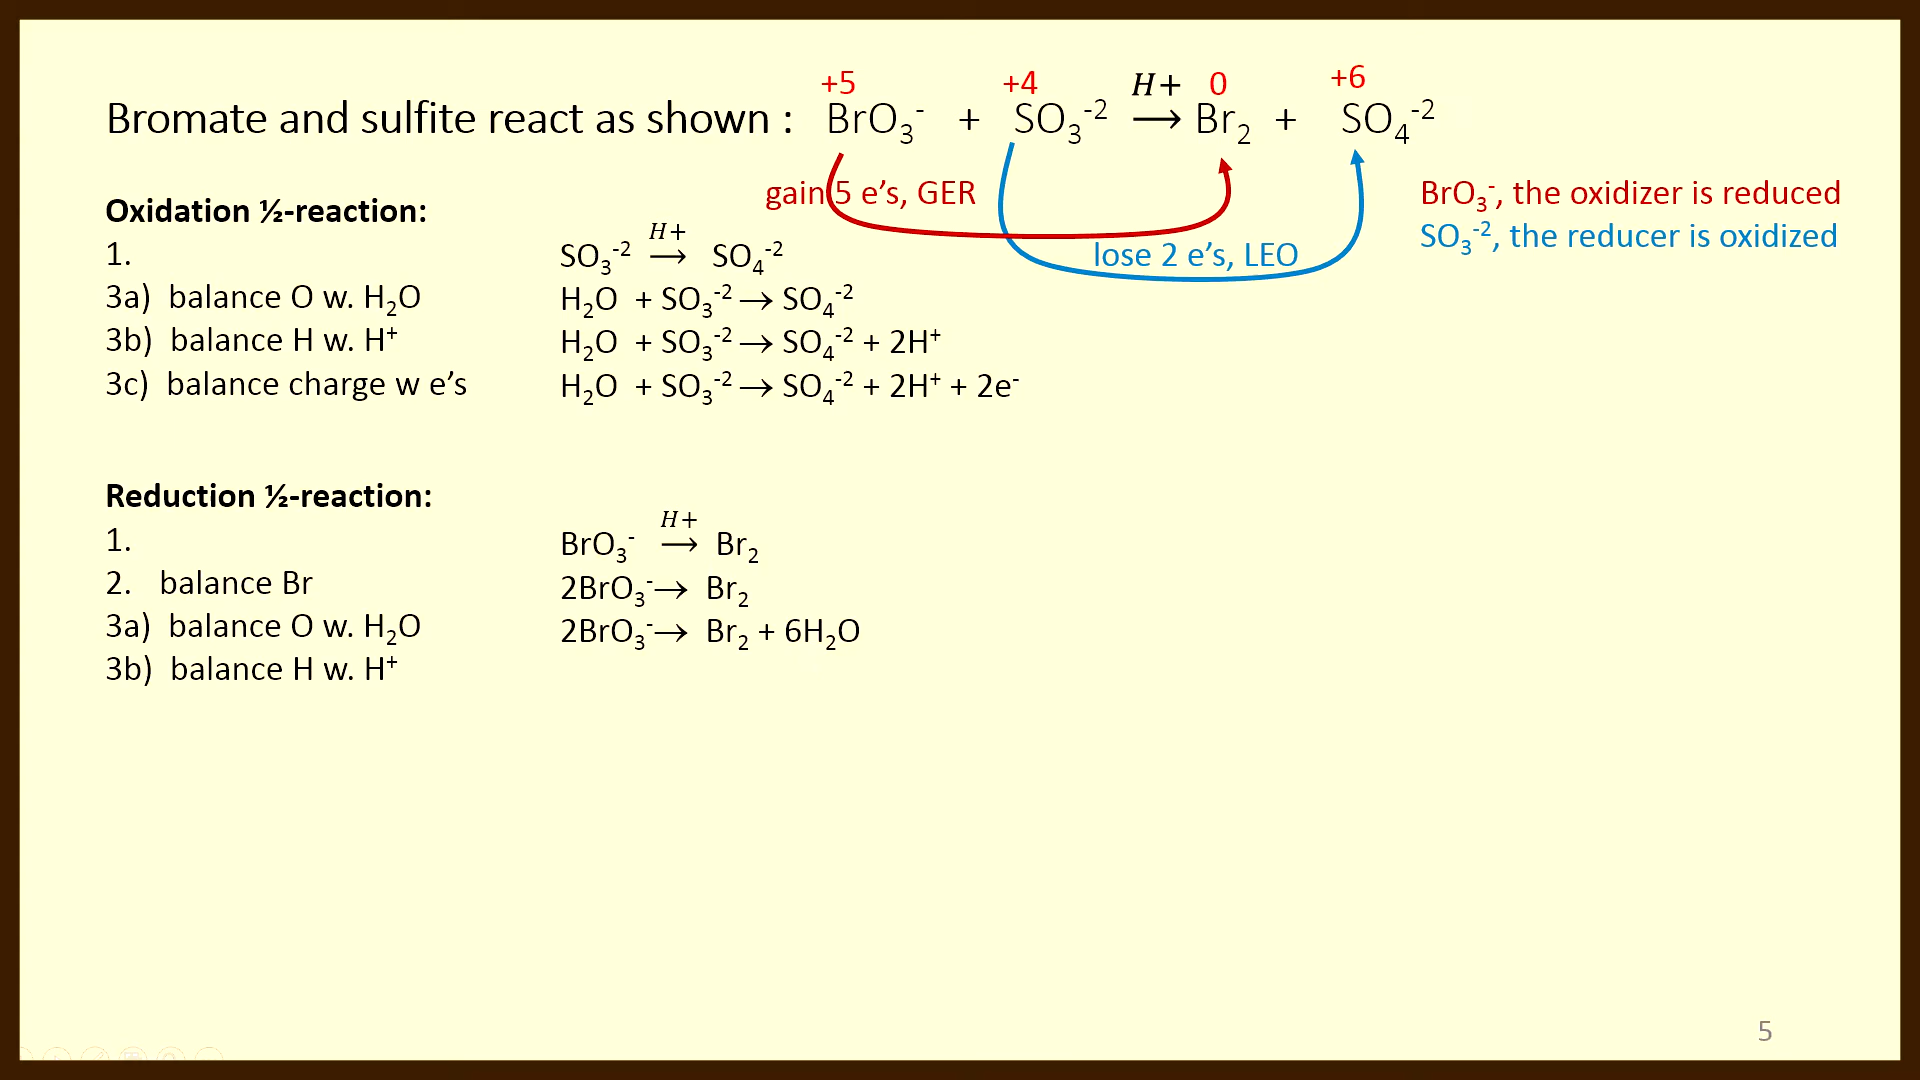 +5 +4 H+ 0 +6
Bromate and sulfite react as shown : BrO₃⁻ + SO₃⁻² ⟶ Br₂ + SO₄⁻²
gain 5 e’s, GER
BrO₃⁻, the oxidizer is reduced
lose 2 e’s, LEO
SO₃⁻², the reducer is oxidized
Oxidation ½-reaction:
H+
1. SO₃⁻² ⟶ SO₄⁻²
3a) balance O w. H₂O H₂O + SO₃⁻² → SO₄⁻²
3b) balance H w. H⁺ H₂O + SO₃⁻² → SO₄⁻² + 2H⁺
3c) balance charge w e’s H₂O + SO₃⁻² → SO₄⁻² + 2H⁺ + 2e⁻
Reduction ½-reaction:
H+
1. BrO₃⁻ ⟶ Br₂
2. balance Br 2BrO₃⁻→ Br₂
3a) balance O w. H₂O 2BrO₃⁻→ Br₂ + 6H₂O
3b) balance H w. H⁺
5